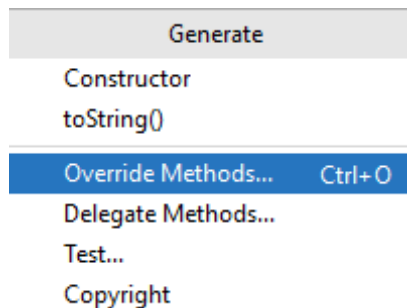 Generate
Constructor
toString()
Override Methods... Ctrl+O
Delegate Methods...
Test...
Copyright